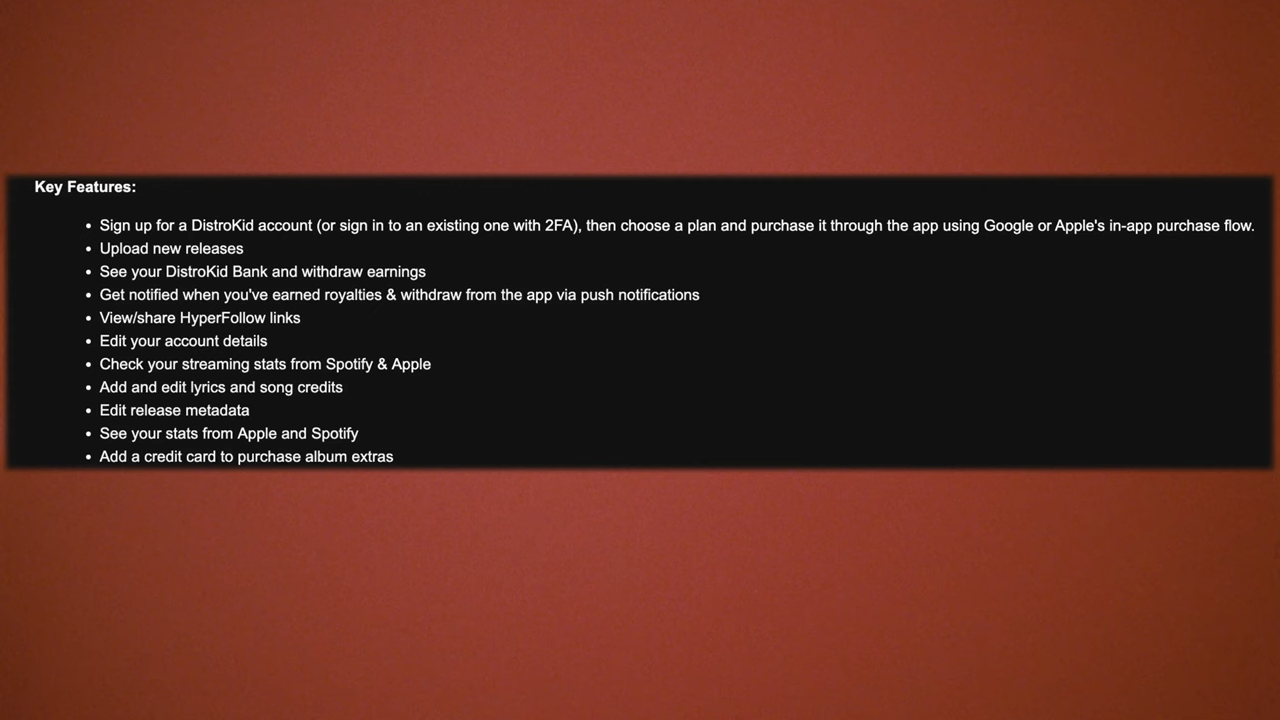 Key Features:
• Sign up for a DistroKid account (or sign in to an existing one with 2FA), then choose a plan and purchase it through the app using Google or Apple's in-app purchase flow.
• Upload new releases
• See your DistroKid Bank and withdraw earnings
• Get notified when you've earned royalties & withdraw from the app via push notifications
• View/share HyperFollow links
• Edit your account details
• Check your streaming stats from Spotify & Apple
• Add and edit lyrics and song credits
• Edit release metadata
• See your stats from Apple and Spotify
• Add a credit card to purchase album extras